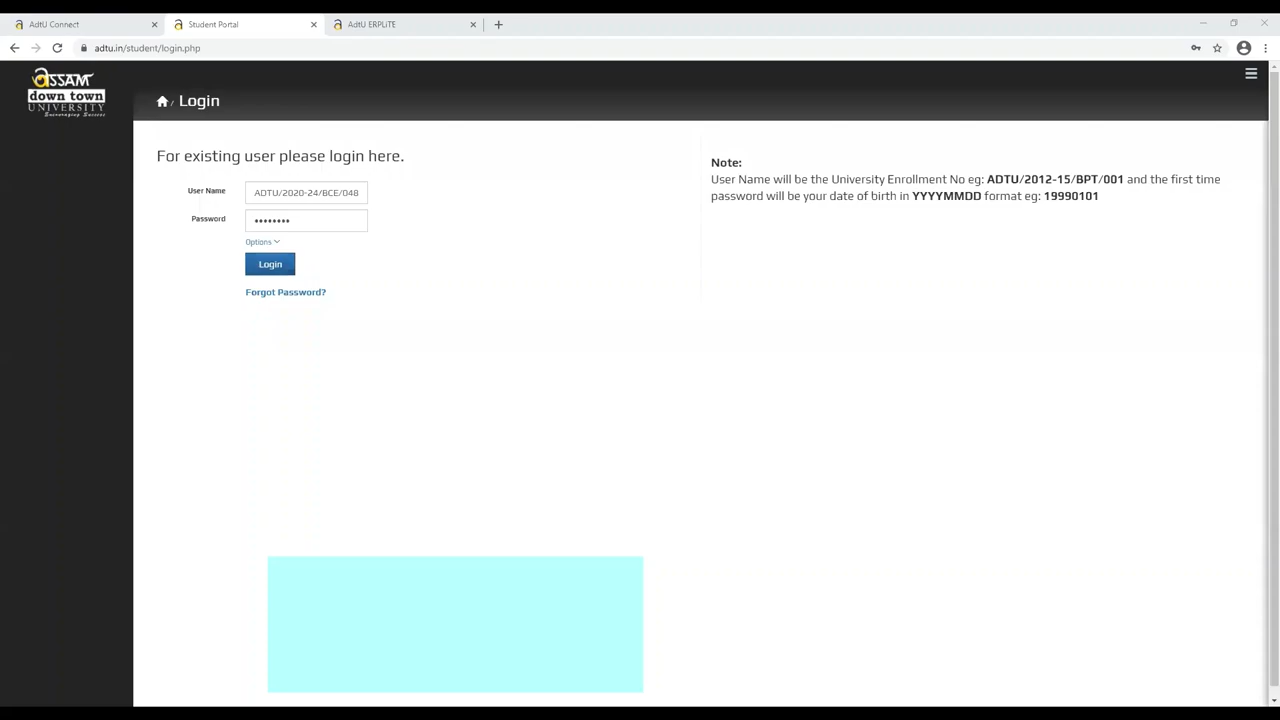 AdtU Connect
Student Portal
AdtU ERPLITE
adtu.in/student/login.php
assam
down town
UNIVERSITY
Encouraging Success
/ Login
For existing user please login here.
User Name ADTU/2020-24/BCE/048
Password ••••••••
Options
Login
Forgot Password?
Note:
User Name will be the University Enrollment No eg: ADTU/2012-15/BPT/001 and the first time
password will be your date of birth in YYYYMMDD format eg: 19990101